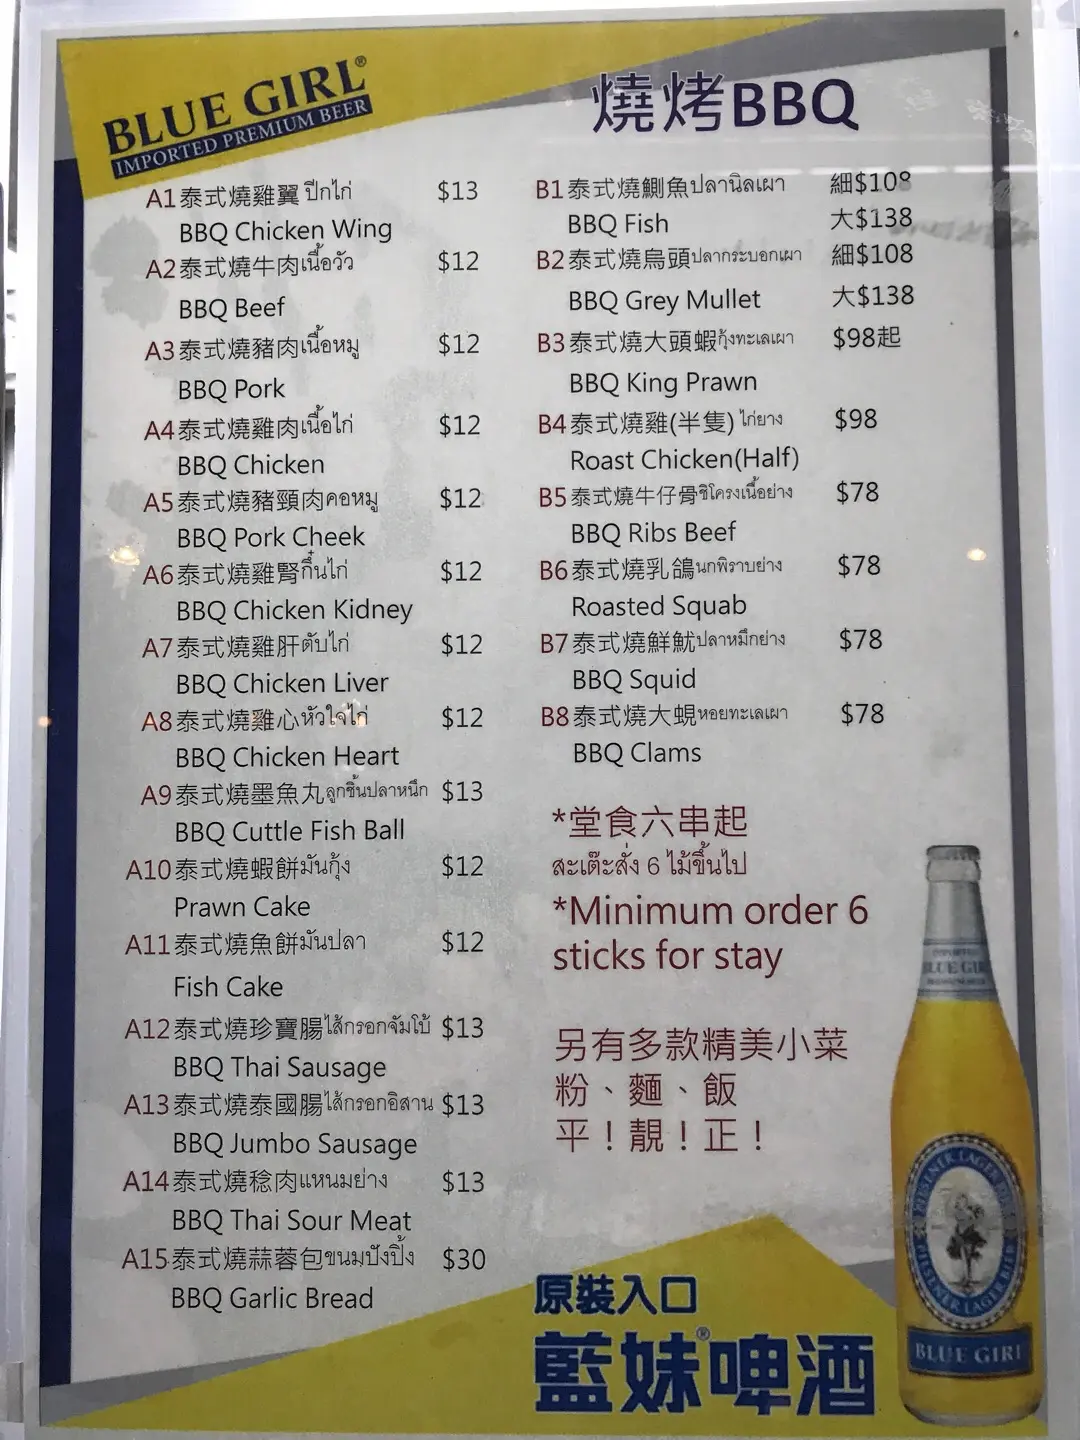 BLUE GIRL®
IMPORTED PREMIUM BEER
燒烤BBQ
A1泰式燒雞翼 ปีกไก่ $13
BBQ Chicken Wing
A2泰式燒牛肉เนื้อวัว $12
BBQ Beef
A3泰式燒豬肉เนื้อหมู $12
BBQ Pork
A4泰式燒雞肉เนื้อไก่ $12
BBQ Chicken
A5泰式燒豬頸肉คอหมู $12
BBQ Pork Cheek
A6泰式燒雞腎กึ๋นไก่ $12
BBQ Chicken Kidney
A7泰式燒雞肝ตับไก่ $12
BBQ Chicken Liver
A8泰式燒雞心หัวใจไก่ $12
BBQ Chicken Heart
A9泰式燒墨魚丸ลูกชิ้นปลาหนึก $13
BBQ Cuttle Fish Ball
A10泰式燒蝦餅มันกุ้ง $12
Prawn Cake
A11泰式燒魚餅มันปลา $12
Fish Cake
A12泰式燒珍寶腸ไส้กรอกจัมโบ้ $13
BBQ Thai Sausage
A13泰式燒泰國腸ไส้กรอกอิสาน $13
BBQ Jumbo Sausage
A14泰式燒稔肉แหนมย่าง $13
BBQ Thai Sour Meat
A15泰式燒蒜蓉包ขนมปังปิ้ง $30
BBQ Garlic Bread
B1泰式燒鰂魚ปลานิลเผา 細$108
BBQ Fish 大$138
B2泰式燒烏頭ปลากระบอกเผา 細$108
BBQ Grey Mullet 大$138
B3泰式燒大頭蝦กุ้งทะเลเผา $98起
BBQ King Prawn
B4泰式燒雞(半隻) ไก่ยาง $98
Roast Chicken(Half)
B5泰式燒牛仔骨ซิโครงเนื้อย่าง $78
BBQ Ribs Beef
B6泰式燒乳鴿นกพิราบย่าง $78
Roasted Squab
B7泰式燒鮮魷ปลาหมึกย่าง $78
BBQ Squid
B8泰式燒大蜆หอยทะเลเผา $78
BBQ Clams
*堂食六串起
สะเต๊ะสั่ง 6 ไม้ขึ้นไป
*Minimum order 6
sticks for stay
另有多款精美小菜
粉、麵、飯
平！靚！正！
原裝入口
藍妹®啤酒
BLUE GIRL
PILSENER LAGER BIER
BLUE GIRL